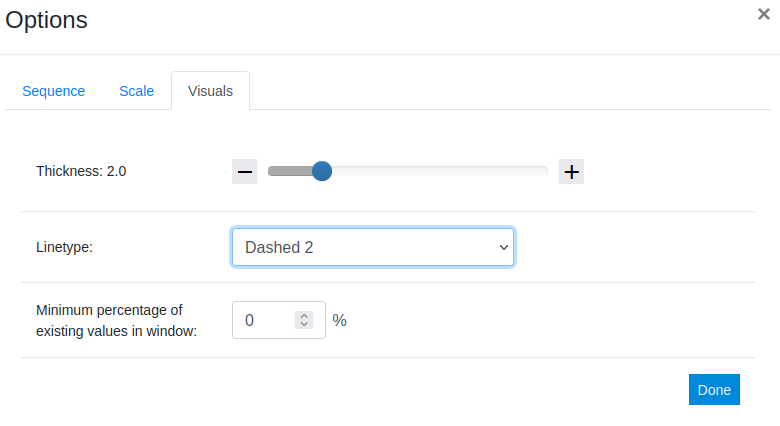 Options
Sequence Scale Visuals
Thickness: 2.0
Linetype: Dashed 2
Minimum percentage of
existing values in window: 0 %
Done